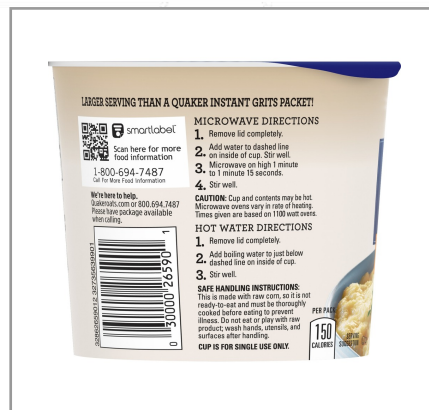 LARGER SERVING THAN A QUAKER INSTANT GRITS PACKET!
smartlabel
Scan here for more
food information
1-800-694-7487
Call For More Food Information
We're here to help.
Quakeroats.com or 800.694.7487
Please have package available
when calling.
32862659012 32735639901
0 30000 26590 1
MICROWAVE DIRECTIONS
1. Remove lid completely.
2. Add water to dashed line
on inside of cup. Stir well.
3. Microwave on high 1 minute
to 1 minute 15 seconds.
4. Stir well.
CAUTION: Cup and contents may be hot.
Microwave ovens vary in rate of heating.
Times given are based on 1100 watt ovens.
HOT WATER DIRECTIONS
1. Remove lid completely.
2. Add boiling water to just below
dashed line on inside of cup.
3. Stir well.
SAFE HANDLING INSTRUCTIONS:
This is made with raw corn, so it is not
ready-to-eat and must be thoroughly
cooked before eating to prevent
illness. Do not eat or play with raw
product; wash hands, utensils, and
surfaces after handling.
CUP IS FOR SINGLE USE ONLY.
PER PACK
150
CALORIES
SERVING